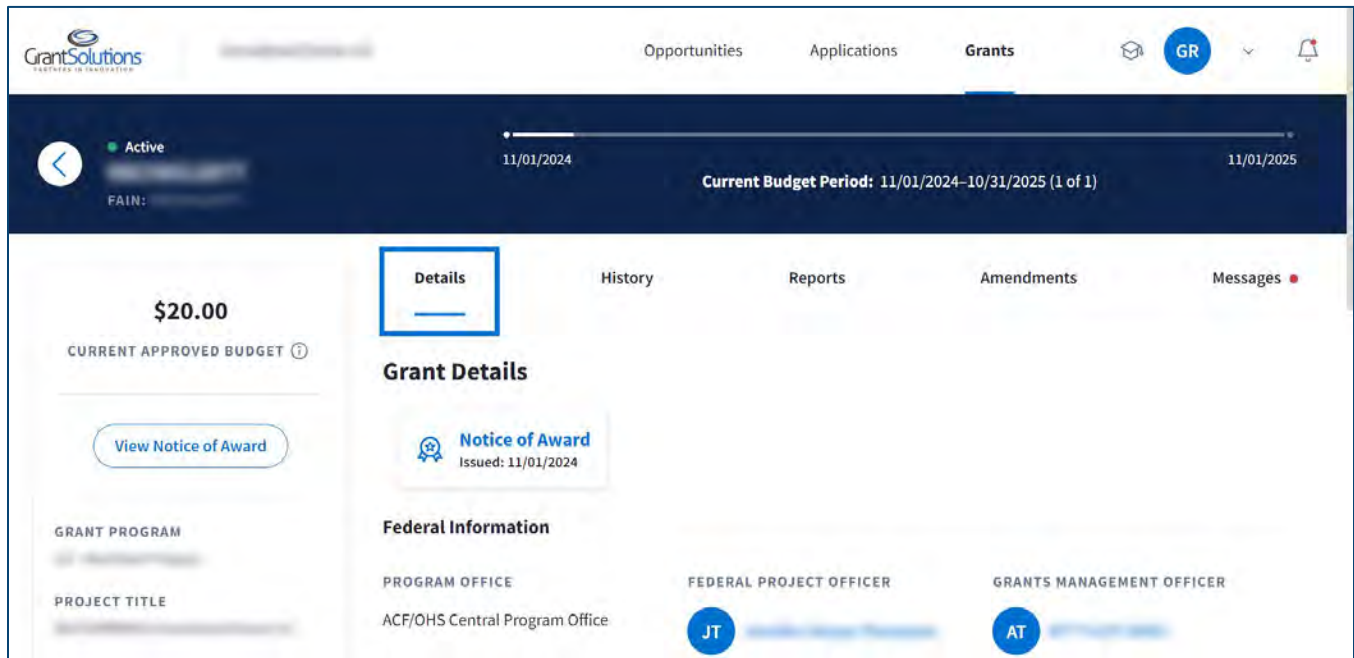 GrantSolutions
PARTNERS IN INNOVATION
Opportunities Applications Grants GR
Active
FAIN:
11/01/2024 11/01/2025
Current Budget Period: 11/01/2024–10/31/2025 (1 of 1)
$20.00
CURRENT APPROVED BUDGET
View Notice of Award
GRANT PROGRAM
PROJECT TITLE
Details History Reports Amendments Messages
Grant Details
Notice of Award
Issued: 11/01/2024
Federal Information
PROGRAM OFFICE FEDERAL PROJECT OFFICER GRANTS MANAGEMENT OFFICER
ACF/OHS Central Program Office JT AT